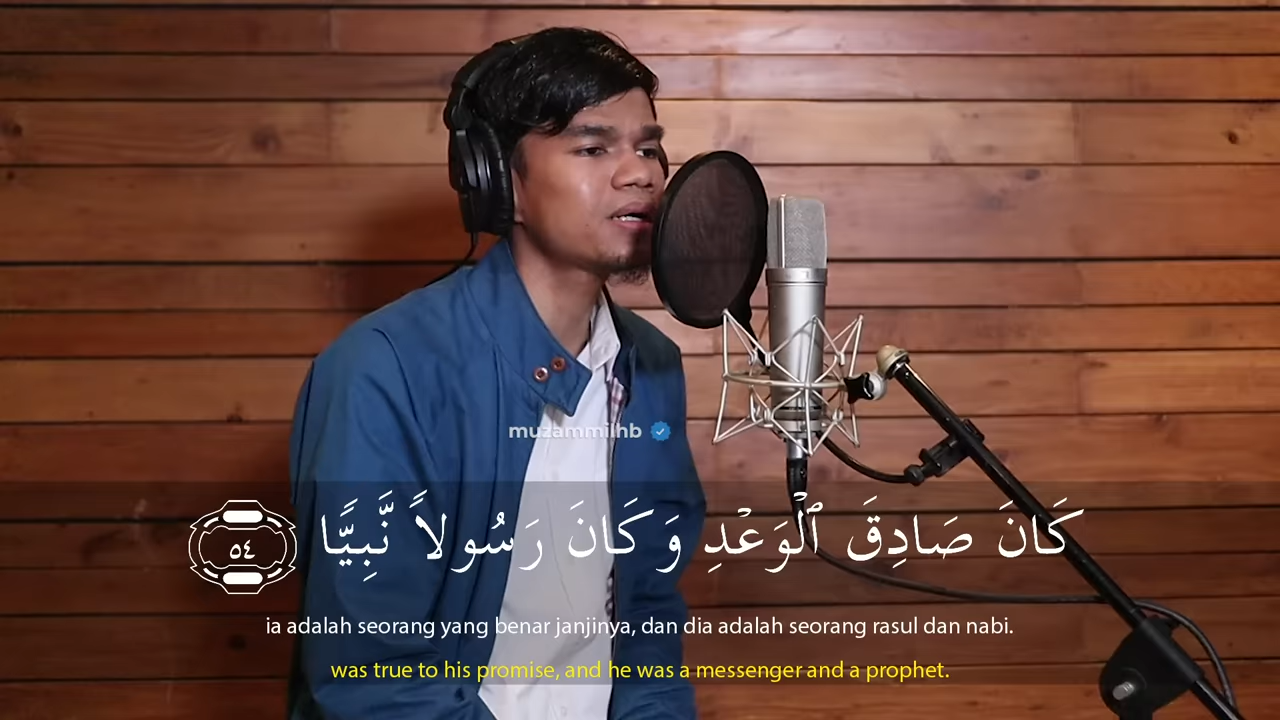 muzammilhb
كَانَ صَادِقَ ٱلْوَعْدِ وَكَانَ رَسُولاً نَّبِيًّا ٥٤
ia adalah seorang yang benar janjinya, dan dia adalah seorang rasul dan nabi.
was true to his promise, and he was a messenger and a prophet.